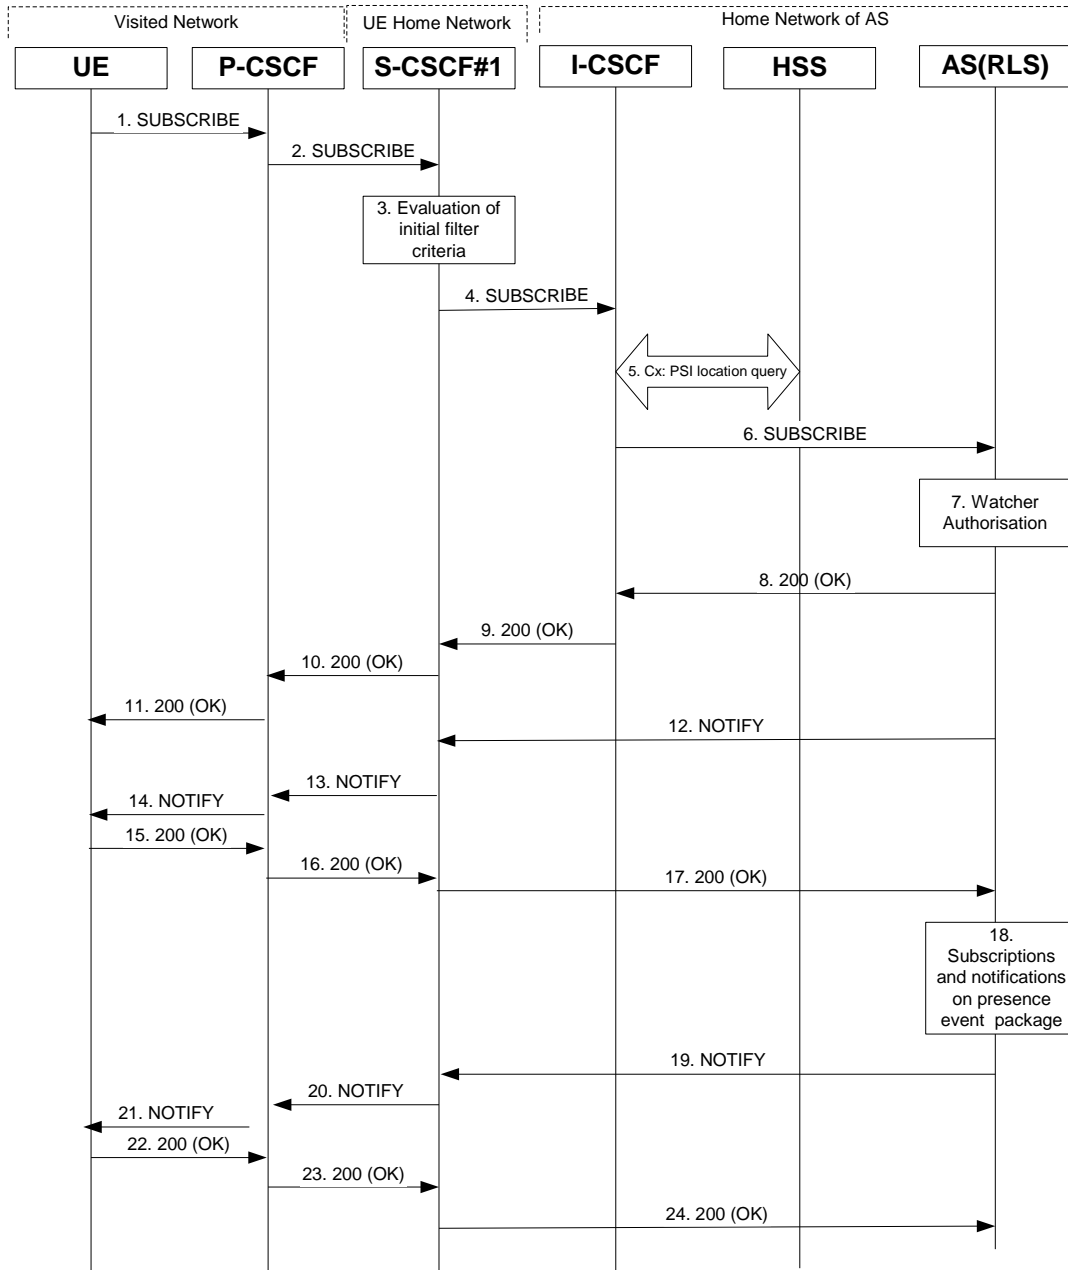 Visited Network
UE Home Network
Home Network of AS
UE
P-CSCF
S-CSCF#1
I-CSCF
HSS
AS(RLS)
1. SUBSCRIBE
2. SUBSCRIBE
3. Evaluation of
initial filter
criteria
4. SUBSCRIBE
5. Cx: PSI location query
6. SUBSCRIBE
7. Watcher
Authorisation
8. 200 (OK)
9. 200 (OK)
10. 200 (OK)
11. 200 (OK)
12. NOTIFY
13. NOTIFY
14. NOTIFY
15. 200 (OK)
16. 200 (OK)
17. 200 (OK)
18.
Subscriptions
and notifications
on presence
event package
19. NOTIFY
20. NOTIFY
21. NOTIFY
22. 200 (OK)
23. 200 (OK)
24. 200 (OK)